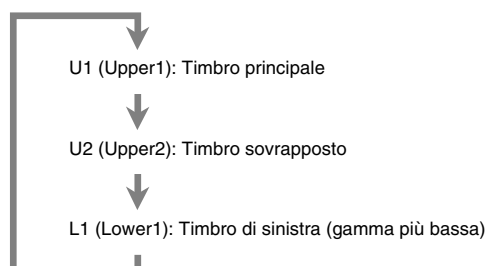 U1 (Upper1): Timbro principale
U2 (Upper2): Timbro sovrapposto
L1 (Lower1): Timbro di sinistra (gamma più bassa)